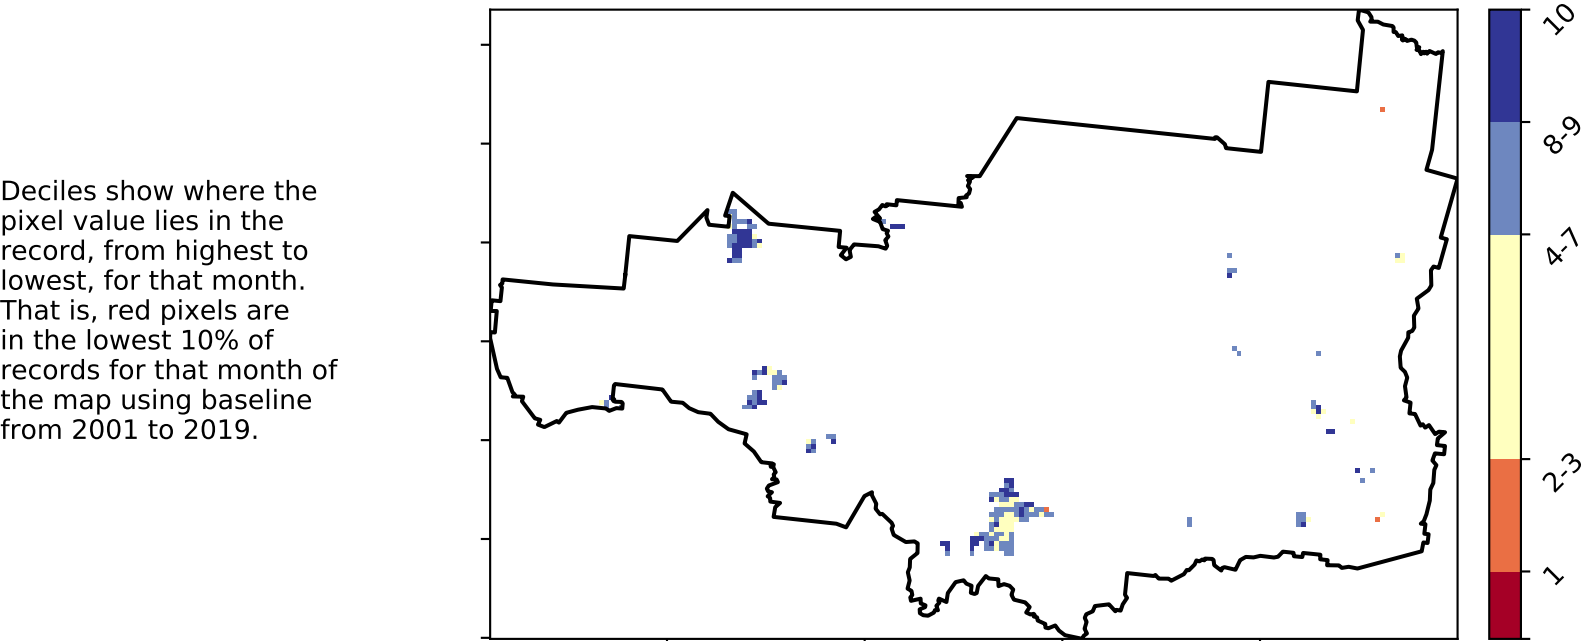 Deciles show where the
pixel value lies in the
record, from highest to
lowest, for that month.
That is, red pixels are
in the lowest 10% of
records for that month of
the map using baseline
from 2001 to 2019.
10
8-9
4-7
2-3
1